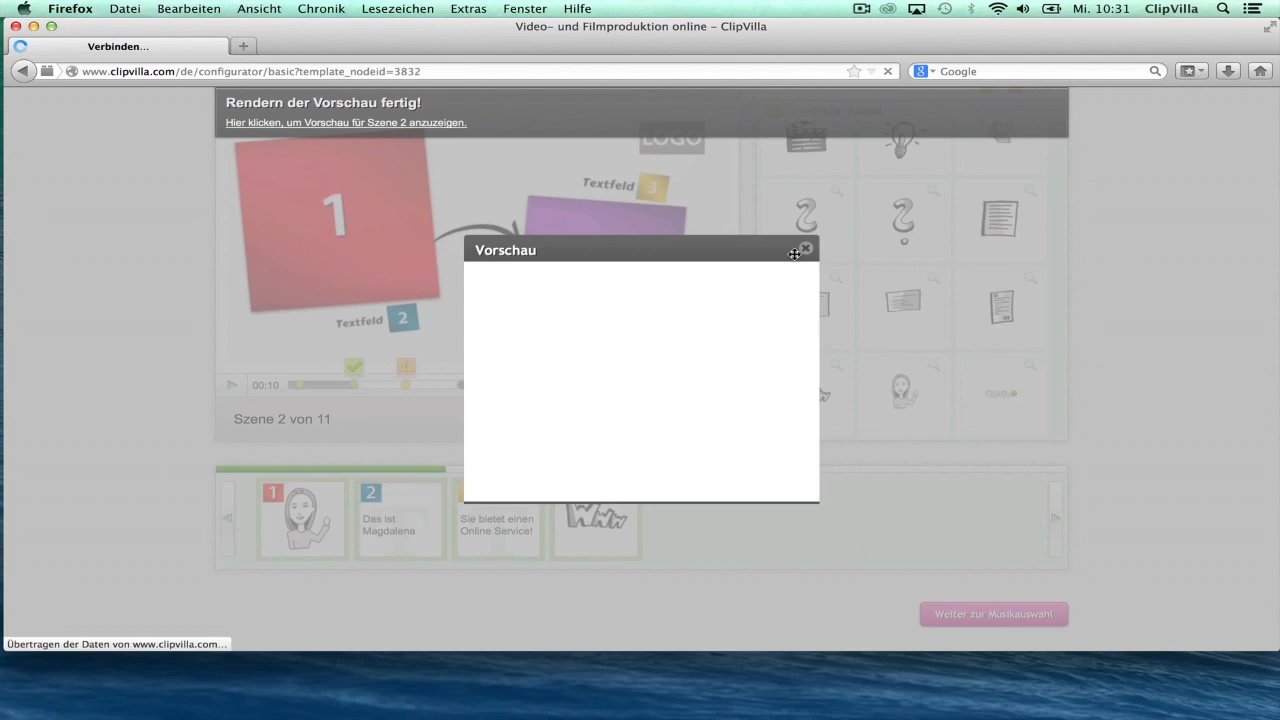 Firefox Datei Bearbeiten Ansicht Chronik Lesezeichen Extras Fenster Hilfe Mi. 10:31 ClipVilla
Video- und Filmproduktion online – ClipVilla
Verbinden...
www.clipvilla.com/de/configurator/basic?template_nodeid=3832
Google
Rendern der Vorschau fertig!
Hier klicken, um Vorschau für Szene 2 anzuzeigen.
LOGO
Textfeld 3
1
Vorschau
Textfeld 2
00:10
Szene 2 von 11
1
2
Das ist
Magdalena
Sie bietet einen
Online Service!
www
Weiter zur Musikauswahl
Übertragen der Daten von www.clipvilla.com...